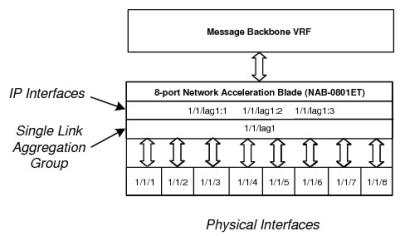 Message Backbone VRF
8-port Network Acceleration Blade (NAB-0801ET)
IP Interfaces
1/1/lag1:1 1/1/lag1:2 1/1/lag1:3
Single Link
Aggregation
Group
1/1/lag1
1/1/1 1/1/2 1/1/3 1/1/4 1/1/5 1/1/6 1/1/7 1/1/8
Physical Interfaces